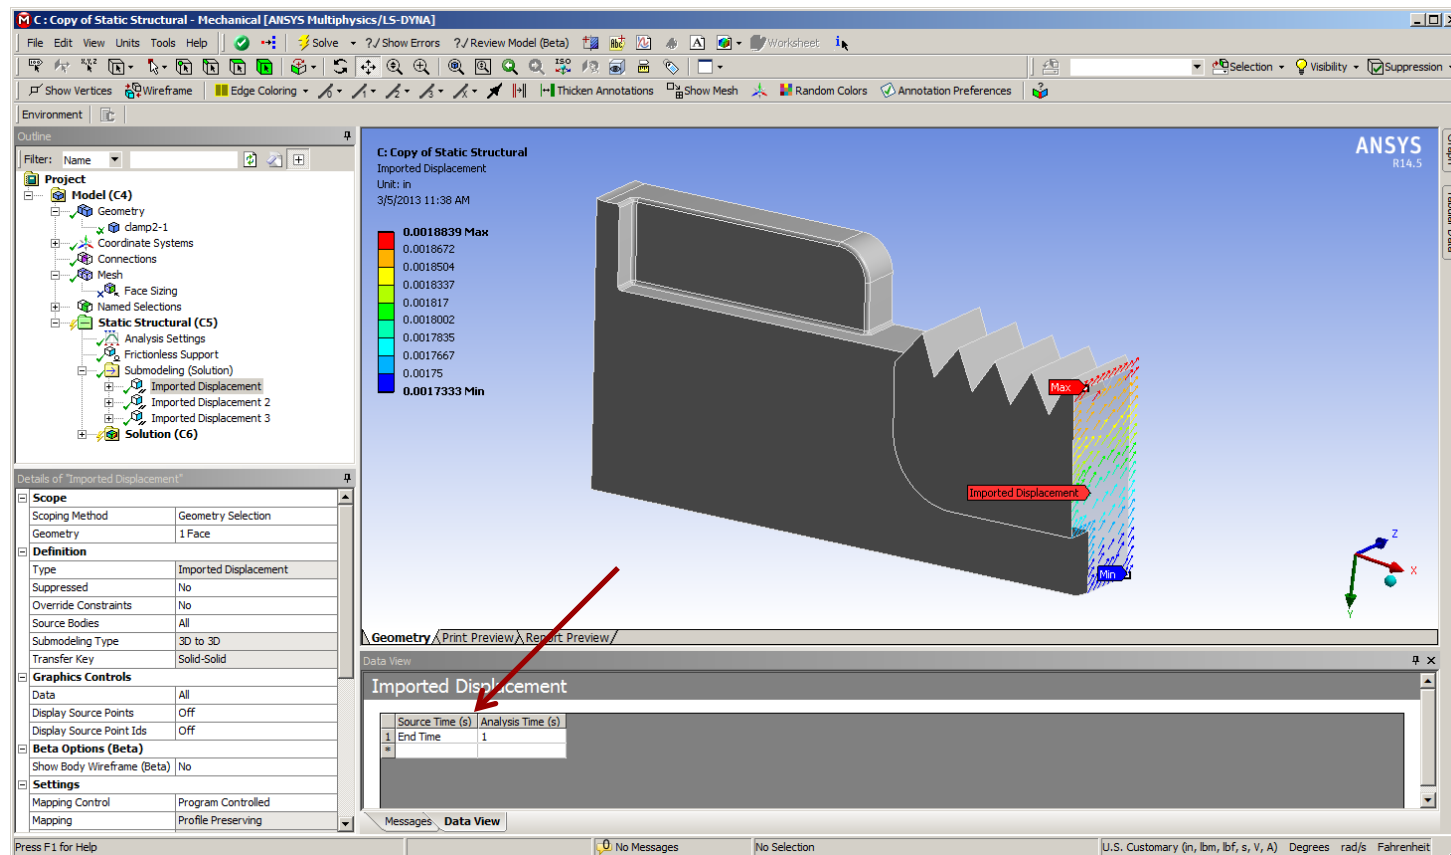 C : Copy of Static Structural - Mechanical [ANSYS Multiphysics/LS-DYNA]
File Edit View Units Tools Help Solve ?/ Show Errors ?/ Review Model (Beta) Worksheet
Selection Visibility Suppression
Show Vertices Wireframe Edge Coloring Thicken Annotations Show Mesh Random Colors Annotation Preferences
Environment
Outline
Filter: Name
Project
Model (C4)
Geometry
clamp2-1
Coordinate Systems
Connections
Mesh
Face Sizing
Named Selections
Static Structural (C5)
Analysis Settings
Frictionless Support
Submodeling (Solution)
Imported Displacement
Imported Displacement 2
Imported Displacement 3
Solution (C6)
Details of "Imported Displacement"
Scope
Scoping Method Geometry Selection
Geometry 1 Face
Definition
Type Imported Displacement
Suppressed No
Override Constraints No
Source Bodies All
Submodeling Type 3D to 3D
Transfer Key Solid-Solid
Graphics Controls
Data All
Display Source Points Off
Display Source Point Ids Off
Beta Options (Beta)
Show Body Wireframe (Beta) No
Settings
Mapping Control Program Controlled
Mapping Profile Preserving
C: Copy of Static Structural
Imported Displacement
Unit: in
3/5/2013 11:38 AM
0.0018839 Max
0.0018672
0.0018504
0.0018337
0.001817
0.0018002
0.0017835
0.0017667
0.00175
0.0017333 Min
ANSYS
R14.5
Max
Imported Displacement
Min
Z
X
Y
Geometry Print Preview Report Preview
Data View
Imported Displacement
Source Time (s) Analysis Time (s)
1 End Time 1
*
Messages Data View
Press F1 for Help 0 No Messages No Selection U.S. Customary (in, lbm, lbf, s, V, A) Degrees rad/s Fahrenheit